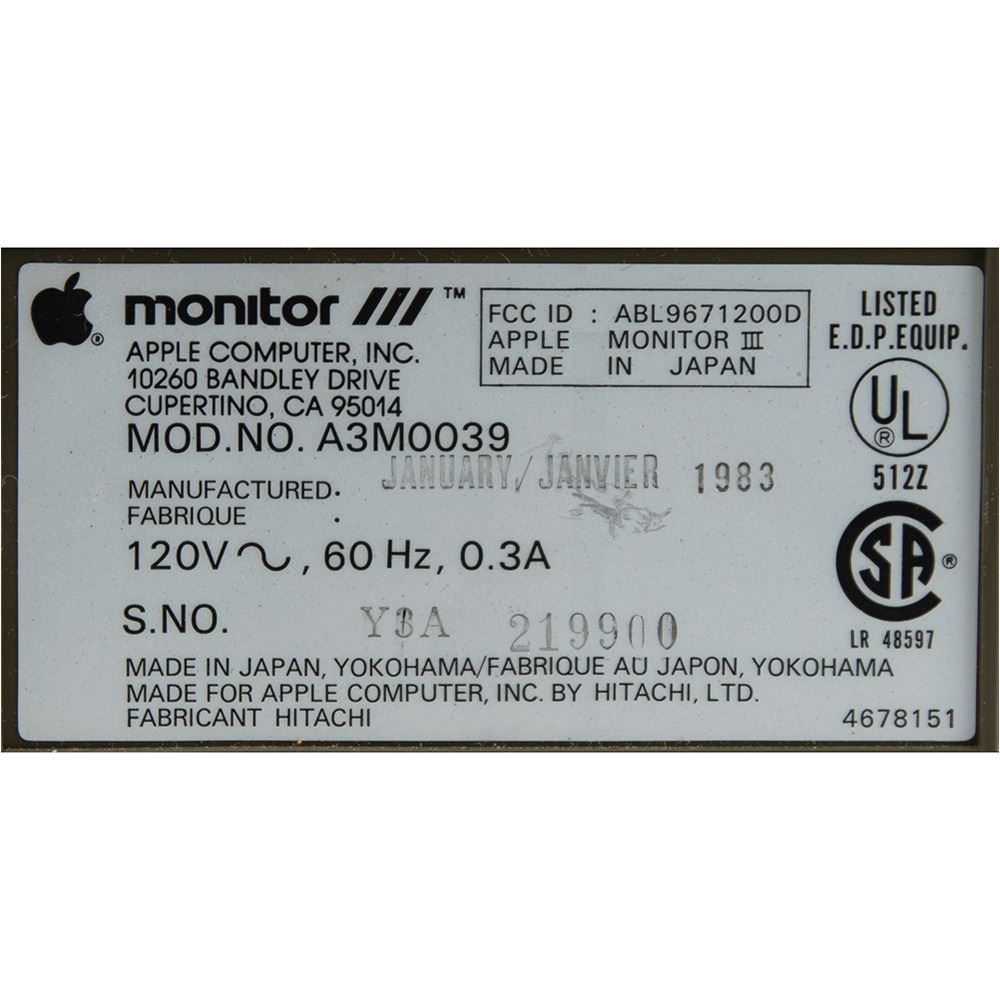 monitor ///™
APPLE COMPUTER, INC.
10260 BANDLEY DRIVE
CUPERTINO, CA 95014
MOD.NO. A3M0039
FCC ID : ABL9671200D
APPLE MONITOR III
MADE IN JAPAN
LISTED
E.D.P.EQUIP.
UL®
512Z
JANUARY/JANVIER 1983
MANUFACTURED.
FABRIQUE .
120V∿, 60 Hz, 0.3A
SA®
LR 48597
S.NO. Y3A 219900
MADE IN JAPAN, YOKOHAMA/FABRIQUE AU JAPON, YOKOHAMA
MADE FOR APPLE COMPUTER, INC. BY HITACHI, LTD.
FABRICANT HITACHI
4678151